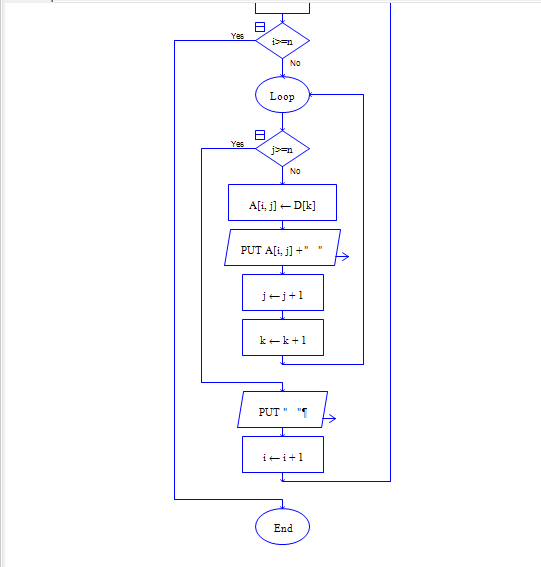 i>=n
Yes
No
Loop
j>=n
Yes
No
A[i, j] ← D[k]
PUT A[i, j] +"   "
j ← j + 1
k ← k + 1
PUT "   "¶
i ← i + 1
End